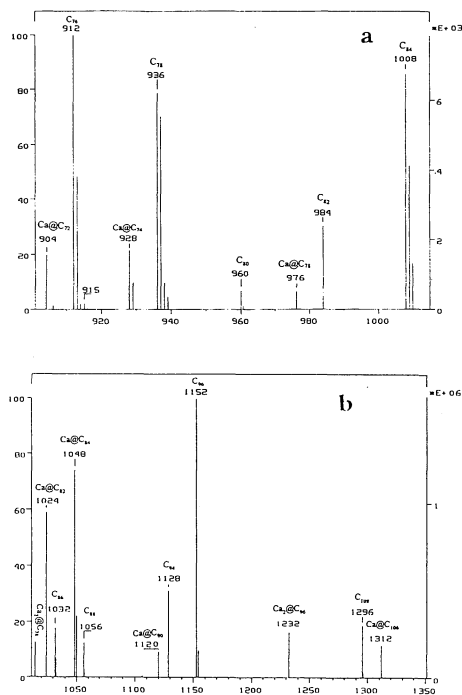 C₇₆
912
a
*E+03
100
C₇₈
936
C₈₄
1008
80
6
60
.4
40
C₈₂
984
Ca@C₇₂
904
Ca@C₇₄
928
2
20
C₈₀
960
Ca@C₇₈
976
915
0
0
920
940
960
980
1000
C₉₆
1152
b
*E+06
100
Ca@C₈₄
1048
80
Ca@C₈₂
1024
60
1
40
C₉₄
1128
C₈₆
1032
C₈₈
1056
Ca@C₉₀
1120
Ca₂@C₉₆
1232
C₁₀₈
1296
Ca@C₁₀₆
1312
20
0
0
1050
1100
1150
1200
1250
1300
1350